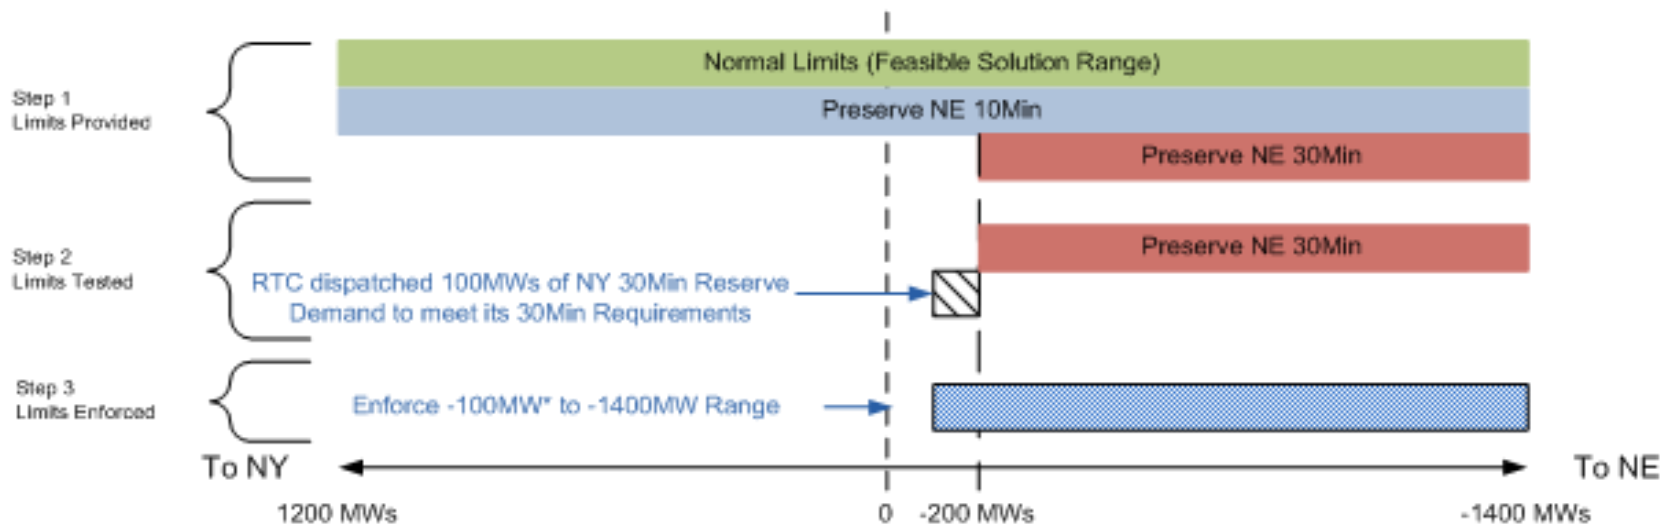 Normal Limits (Feasible Solution Range)
Step 1
Limits Provided
Preserve NE 10Min
Preserve NE 30Min
Step 2
Limits Tested
Preserve NE 30Min
RTC dispatched 100MWs of NY 30Min Reserve
Demand to meet its 30Min Requirements
Step 3
Limits Enforced
Enforce -100MW* to -1400MW Range
To NY
To NE
1200 MWs
0
-200 MWs
-1400 MWs